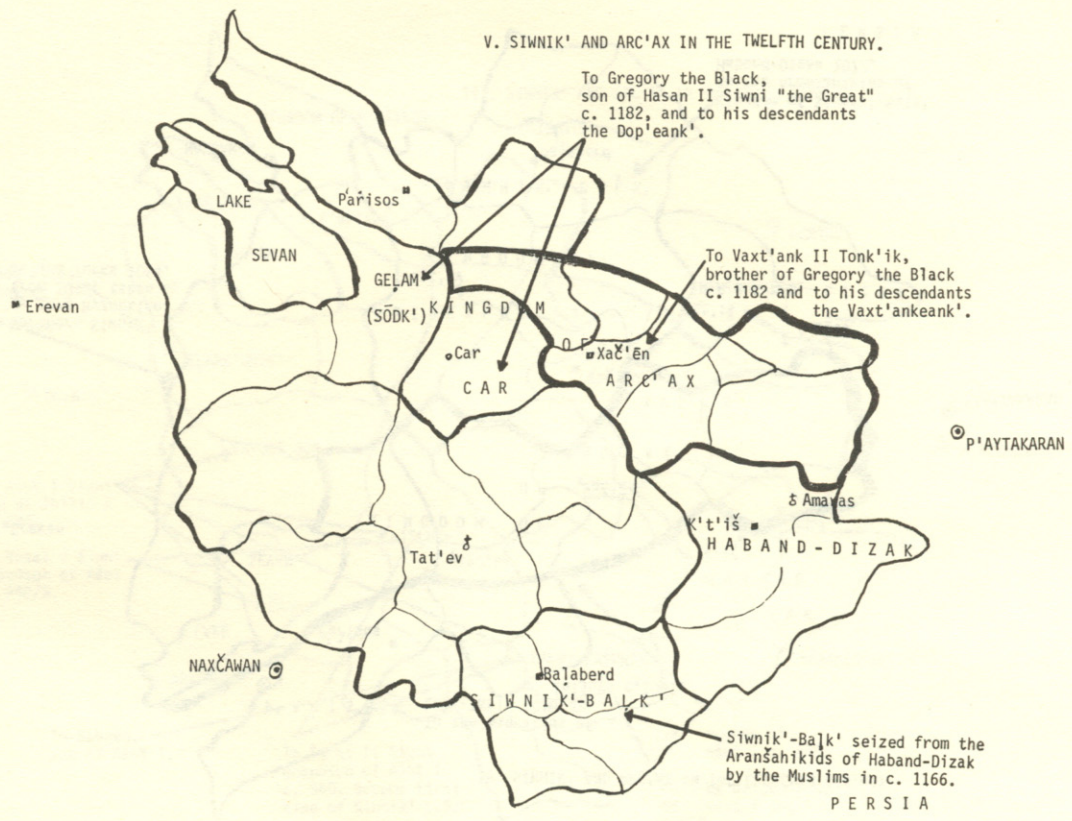 V. SIWNIK' AND ARC'AX IN THE TWELFTH CENTURY.
To Gregory the Black,
son of Hasan II Siwni "the Great"
c. 1182, and to his descendants
the Dop'eank'.
LAKE
Pařisos
SEVAN
To Vaxt'ank II Tonk'ik,
brother of Gregory the Black
c. 1182 and to his descendants
the Vaxt'ankeank'.
GEŁAM
(SŌDK')
KINGDOM
OF
Erevan
Car
Xač'ēn
CAR
ARC'AX
P'AYTAKARAN
Amaras
K't'iš
HABAND-DIZAK
Tat'ev
NAXČAWAN
Bałaberd
SIWNIK'-BAŁK'
Siwnik'-Bałk' seized from the
Aranšahikids of Haband-Dizak
by the Muslims in c. 1166.
PERSIA